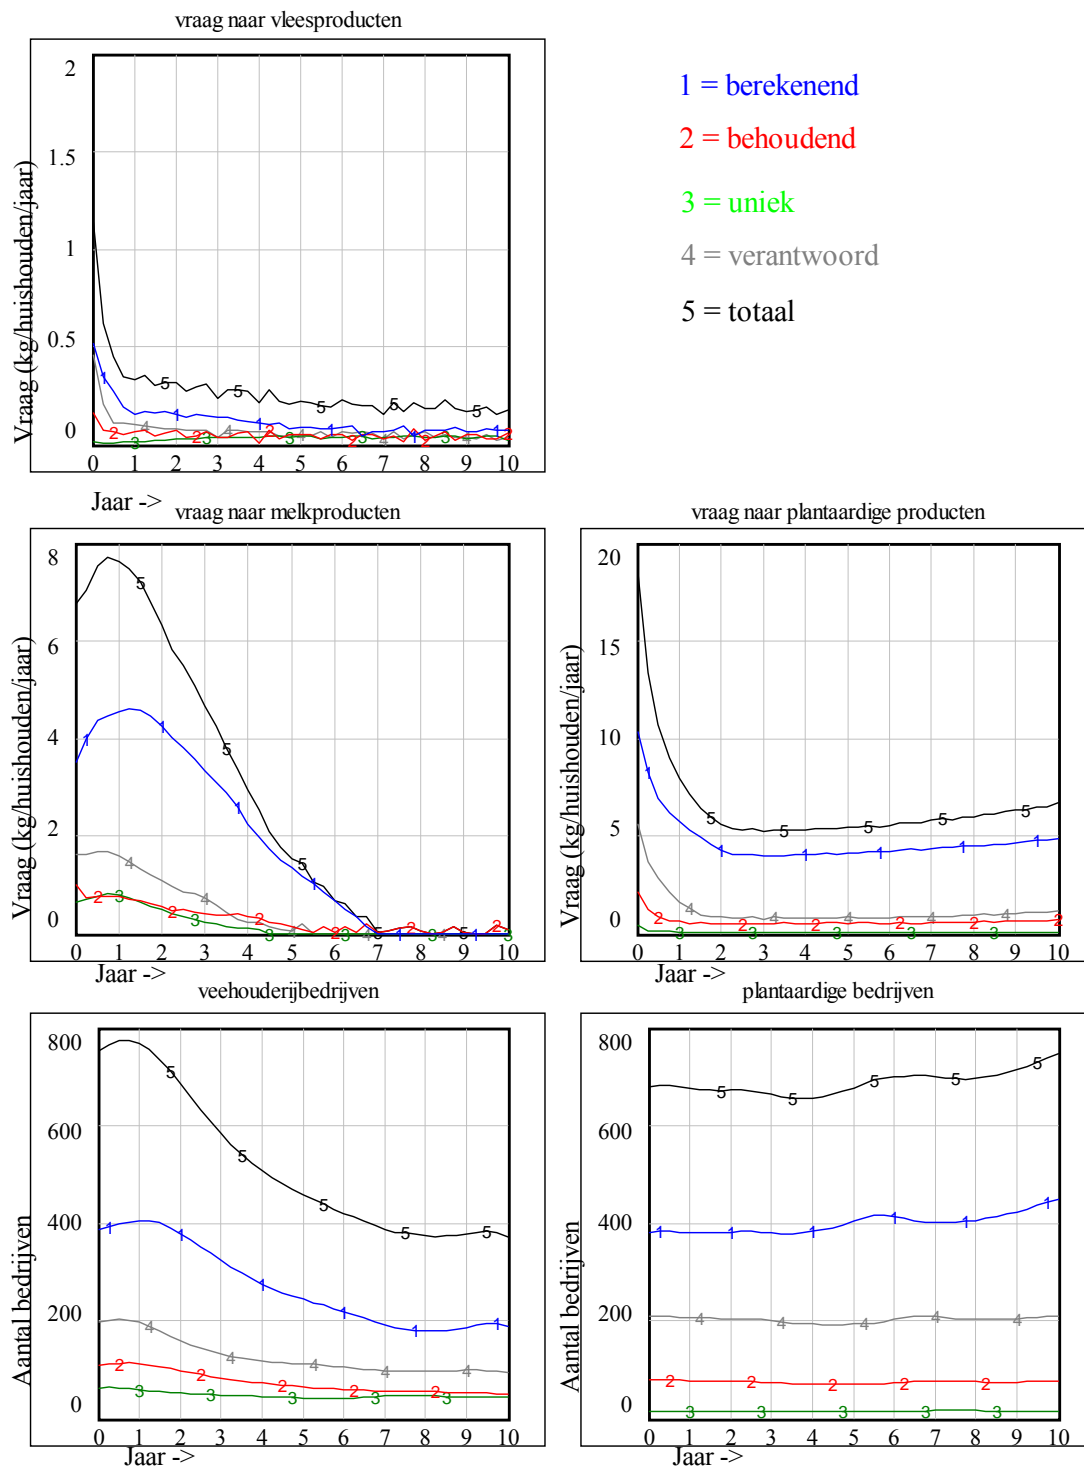 vraag naar vleesproducten
Vraag (kg/huishouden/jaar)
2
1.5
1
0.5
0
0 1 2 3 4 5 6 7 8 9 10
Jaar ->
1 = berekenend
2 = behoudend
3 = uniek
4 = verantwoord
5 = totaal
vraag naar melkproducten
Vraag (kg/huishouden/jaar)
8
6
4
2
0
0 1 2 3 4 5 6 7 8 9 10
Jaar ->
vraag naar plantaardige producten
Vraag (kg/huishouden/jaar)
20
15
10
5
0
0 1 2 3 4 5 6 7 8 9 10
Jaar ->
veehouderijbedrijven
Aantal bedrijven
800
600
400
200
0
0 1 2 3 4 5 6 7 8 9 10
Jaar ->
plantaardige bedrijven
Aantal bedrijven
800
600
400
200
0
0 1 2 3 4 5 6 7 8 9 10
Jaar ->